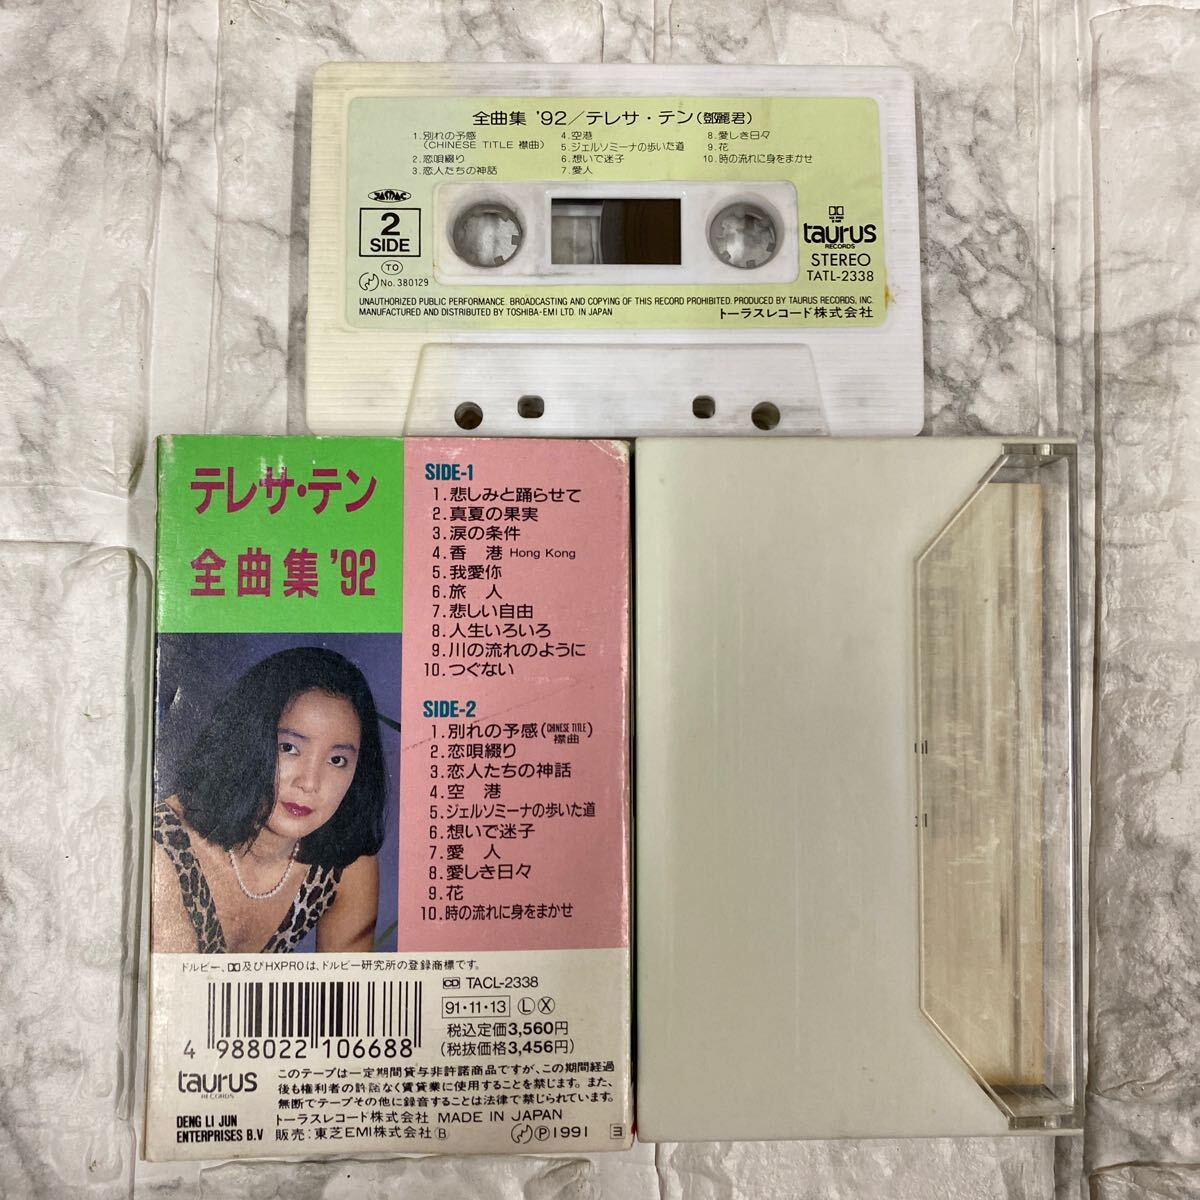 全曲集 '92/テレサ・テン(鄧麗君)
1.別れの予感
(CHINESE TITLE 襟曲)
2.恋唄綴り
3.恋人たちの神話
4.空港
5.ジェルソミーナの歩いた道
6.想いで迷子
7.愛人
8.愛しき日々
9.花
10.時の流れに身をまかせ
2
SIDE
TO
No.380129
taurus
RECORDS
STEREO
TATL-2338
UNAUTHORIZED PUBLIC PERFORMANCE. BROADCASTING AND COPYING OF THIS RECORD PROHIBITED. PRODUCED BY TAURUS RECORDS, INC.
MANUFACTURED AND DISTRIBUTED BY TOSHIBA-EMI LTD. IN JAPAN
トーラスレコード株式会社
テレサ・テン
全曲集 '92
SIDE-1
1.悲しみと踊らせて
2.真夏の果実
3.涙の条件
4.香 港 Hong Kong
5.我愛你
6.旅 人
7.悲しい自由
8.人生いろいろ
9.川の流れのように
10.つぐない
SIDE-2
1.別れの予感(CHINESE TITLE 襟曲)
2.恋唄綴り
3.恋人たちの神話
4.空 港
5.ジェルソミーナの歩いた道
6.想いで迷子
7.愛 人
8.愛しき日々
9.花
10.時の流れに身をまかせ
ドルビー、及びHXPROは、ドルビー研究所の登録商標です。
CD TACL-2338
91・11・13 L X
税込定価3,560円
(税抜価格3,456円)
4 988022 106688
taurus
RECORDS
DENG LI JUN
ENTERPRISES B.V
このテープは一定期間貸与非許諾商品ですが、この期間経過
後も権利者の許諾なく賃貸業に使用することを禁じます。また、
無断でテープその他に録音することは法律で禁じられています。
トーラスレコード株式会社 MADE IN JAPAN
販売:東芝EMI株式会社Ⓑ Ⓟ1991 ヨ